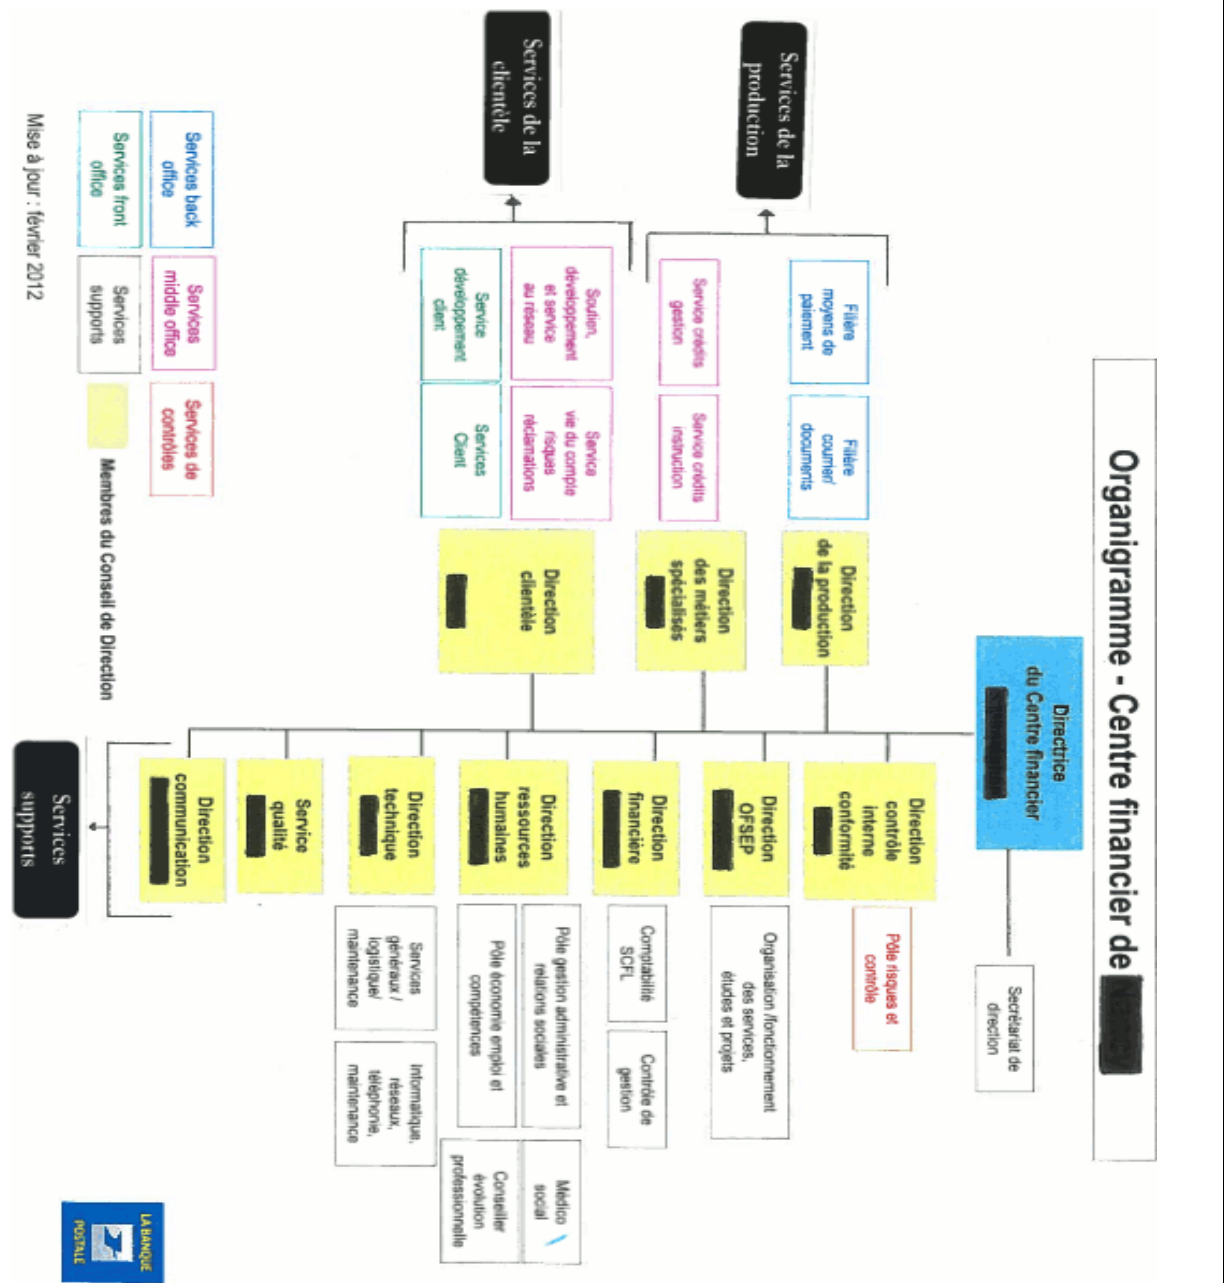 Organigramme - Centre financier de
Directrice
du Centre financier
Secrétariat de
direction
Direction
de la production
Filière
moyens de
paiement
Filière
courrier/
documents
Direction
des métiers
spécialisés
Service crédits
gestion
Service crédits
instruction
Direction
clientèle
Soutien,
développement
et service
au réseau
Service
vie du compte
risques
réclamations
Service
développement
client
Services
Client
Services de la
production
Services de la
clientèle
Direction
contrôle
interne
conformité
Pôle risques et
contrôle
Direction
OFSEP
Organisation /fonctionnement
des services,
études et projets
Direction
financière
Comptabilité
SCFL
Contrôle de
gestion
Direction
ressources
humaines
Pôle gestion administrative et
relations sociales
Médico
social
Pôle économie emploi et
compétences
Conseiller
évolution
professionnelle
Direction
technique
Services
généraux /
logistique/
maintenance
Informatique,
réseaux,
téléphonie,
maintenance
Service
qualité
Direction
communication
Services
supports
Services back
office
Services
middle office
Services de
contrôles
Services front
office
Services
supports
Membres du Conseil de Direction
Mise à jour : février 2012
LA BANQUE
POSTALE